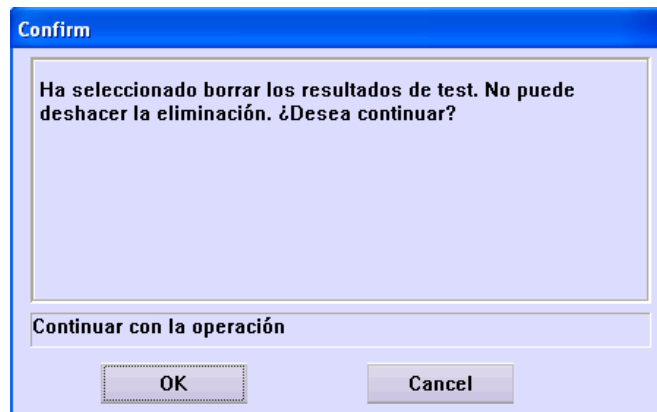 Confirm
Ha seleccionado borrar los resultados de test. No puede
deshacer la eliminación. ¿Desea continuar?
Continuar con la operación
OK
Cancel